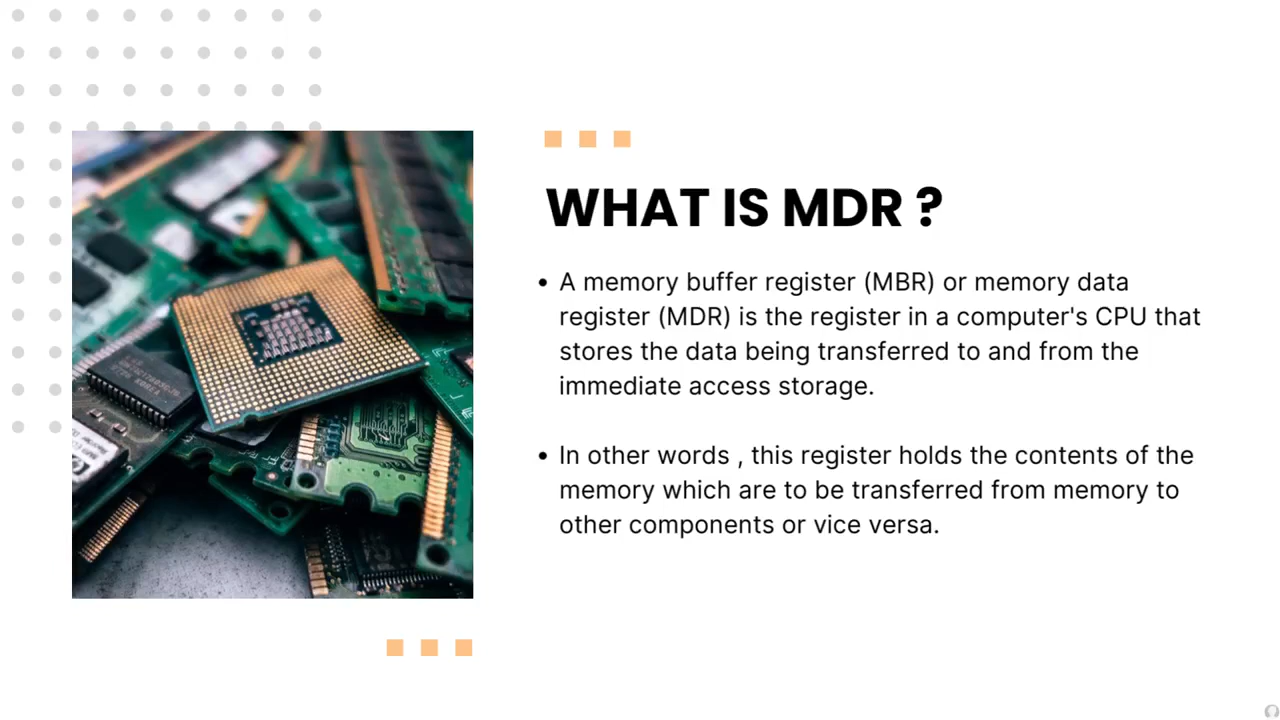 WHAT IS MDR ?
• A memory buffer register (MBR) or memory data
register (MDR) is the register in a computer's CPU that
stores the data being transferred to and from the
immediate access storage.
• In other words , this register holds the contents of the
memory which are to be transferred from memory to
other components or vice versa.